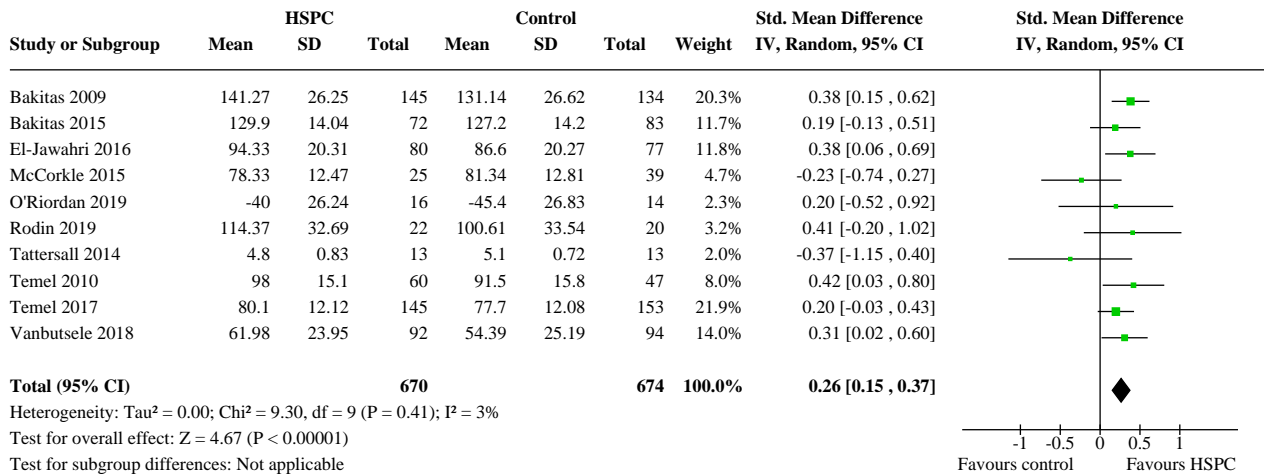 HSPC Control Std. Mean Difference Std. Mean Difference
Study or Subgroup Mean SD Total Mean SD Total Weight IV, Random, 95% CI IV, Random, 95% CI
Bakitas 2009 141.27 26.25 145 131.14 26.62 134 20.3% 0.38 [0.15 , 0.62]
Bakitas 2015 129.9 14.04 72 127.2 14.2 83 11.7% 0.19 [-0.13 , 0.51]
El-Jawahri 2016 94.33 20.31 80 86.6 20.27 77 11.8% 0.38 [0.06 , 0.69]
McCorkle 2015 78.33 12.47 25 81.34 12.81 39 4.7% -0.23 [-0.74 , 0.27]
O'Riordan 2019 -40 26.24 16 -45.4 26.83 14 2.3% 0.20 [-0.52 , 0.92]
Rodin 2019 114.37 32.69 22 100.61 33.54 20 3.2% 0.41 [-0.20 , 1.02]
Tattersall 2014 4.8 0.83 13 5.1 0.72 13 2.0% -0.37 [-1.15 , 0.40]
Temel 2010 98 15.1 60 91.5 15.8 47 8.0% 0.42 [0.03 , 0.80]
Temel 2017 80.1 12.12 145 77.7 12.08 153 21.9% 0.20 [-0.03 , 0.43]
Vanbutsele 2018 61.98 23.95 92 54.39 25.19 94 14.0% 0.31 [0.02 , 0.60]
Total (95% CI) 670 674 100.0% 0.26 [0.15 , 0.37]
Heterogeneity: Tau² = 0.00; Chi² = 9.30, df = 9 (P = 0.41); I² = 3%
Test for overall effect: Z = 4.67 (P < 0.00001)
Test for subgroup differences: Not applicable
-1 -0.5 0 0.5 1
Favours control Favours HSPC